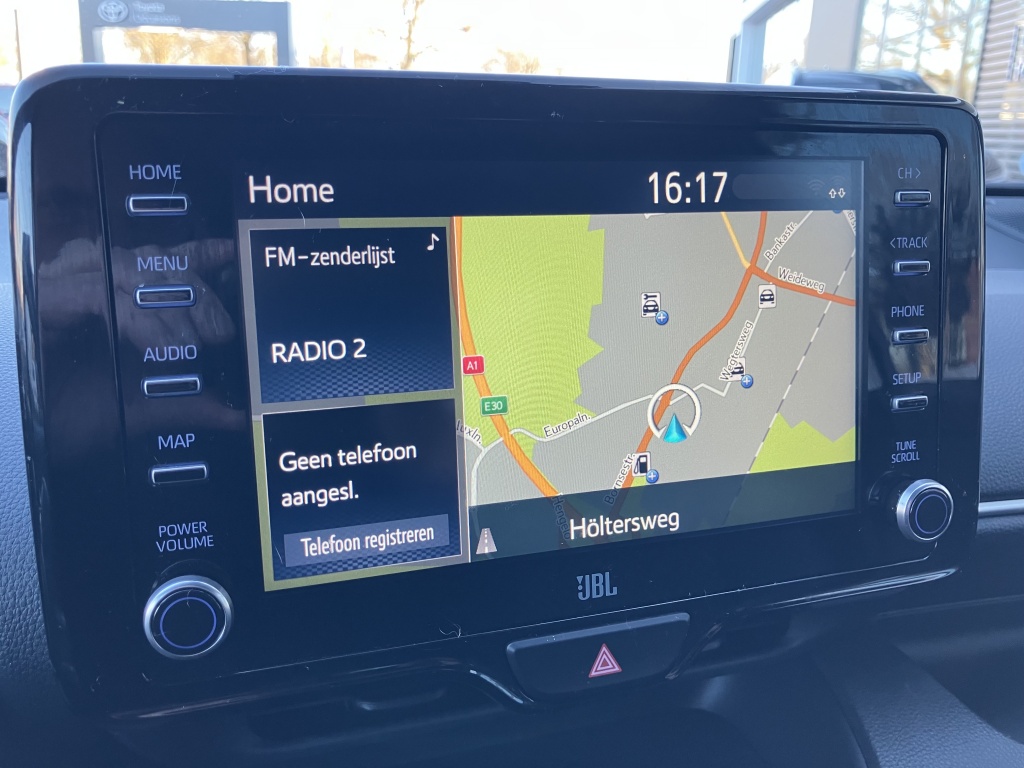 HOME
MENU
AUDIO
MAP
POWER
VOLUME
Home
16:17
FM-zenderlijst
RADIO 2
Geen telefoon
aangesl.
Telefoon registreren
A1
E30
Europaln.
Bankastr.
Weideweg
Wegtersweg
Höltersweg
CH >
< TRACK
PHONE
SETUP
TUNE
SCROLL
JBL